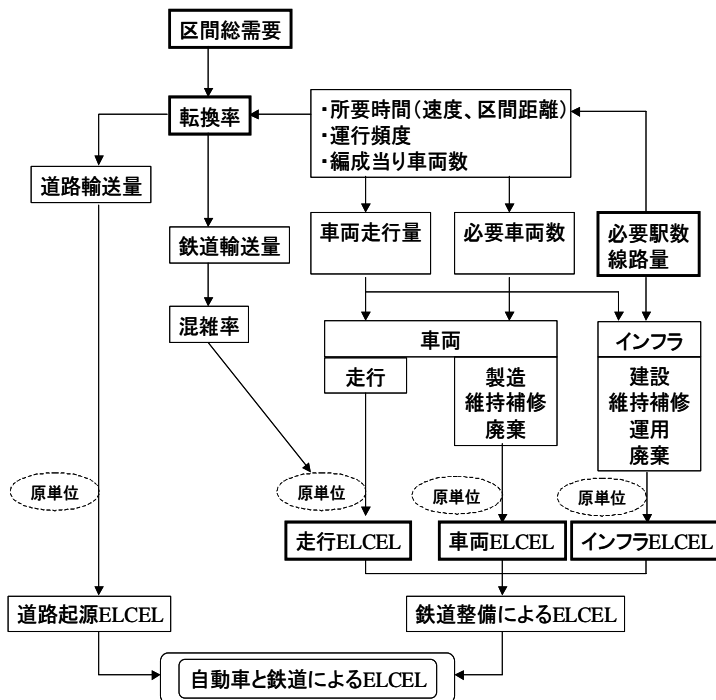 区間総需要
転換率
・所要時間(速度、区間距離)
・運行頻度
・編成当り車両数
道路輸送量
鉄道輸送量
車両走行量
必要車両数
必要駅数
線路量
混雑率
車両
インフラ
走行
製造
維持補修
廃棄
建設
維持補修
運用
廃棄
原単位
原単位
原単位
原単位
走行ELCEL
車両ELCEL
インフラELCEL
道路起源ELCEL
鉄道整備によるELCEL
自動車と鉄道によるELCEL